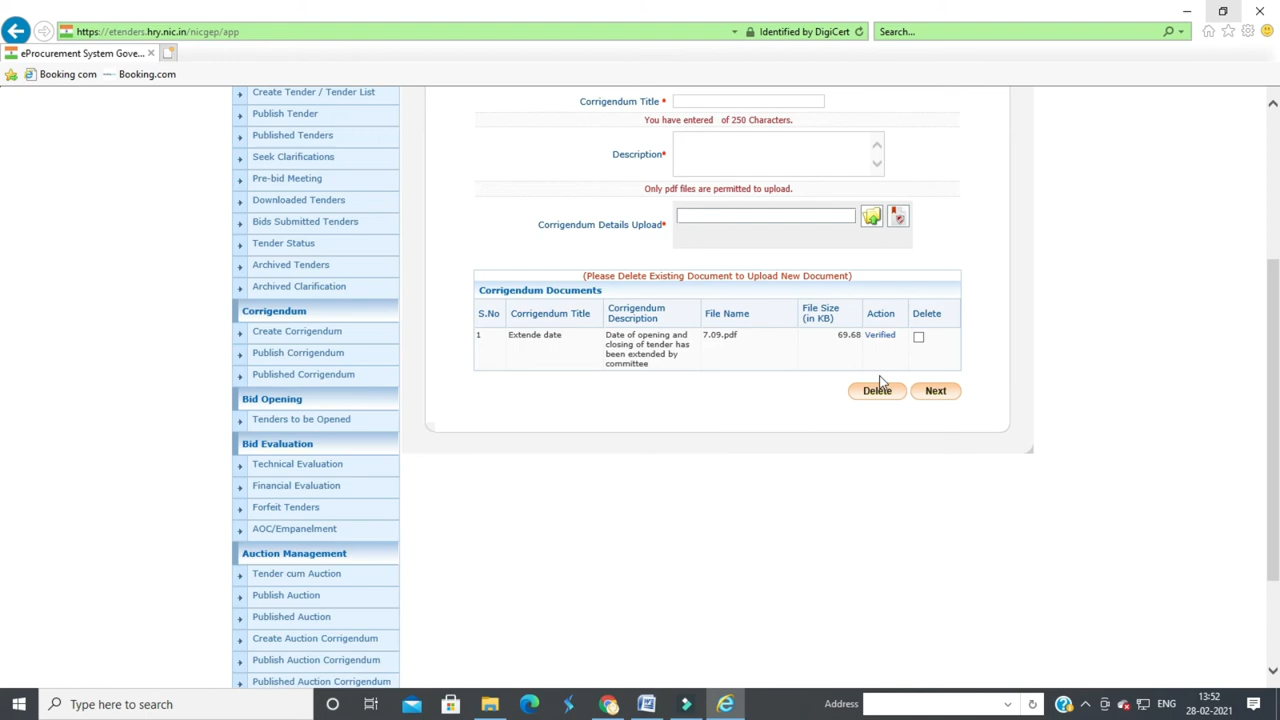 https://etenders.hry.nic.in/nicgep/app
Identified by DigiCert
Search...
eProcurement System Gove...
Booking com
Booking.com
Create Tender / Tender List
Publish Tender
Published Tenders
Seek Clarifications
Pre-bid Meeting
Downloaded Tenders
Bids Submitted Tenders
Tender Status
Archived Tenders
Archived Clarification
Corrigendum
Create Corrigendum
Publish Corrigendum
Published Corrigendum
Bid Opening
Tenders to be Opened
Bid Evaluation
Technical Evaluation
Financial Evaluation
Forfeit Tenders
AOC/Empanelment
Auction Management
Tender cum Auction
Publish Auction
Published Auction
Create Auction Corrigendum
Publish Auction Corrigendum
Published Auction Corrigendum
Corrigendum Title *
You have entered of 250 Characters.
Description*
Only pdf files are permitted to upload.
Corrigendum Details Upload*
(Please Delete Existing Document to Upload New Document)
Corrigendum Documents
S.No Corrigendum Title Corrigendum Description File Name File Size (in KB) Action Delete
1 Extende date Date of opening and closing of tender has been extended by committee 7.09.pdf 69.68 Verified
Delete Next
Type here to search
Address
ENG
13:52
28-02-2021